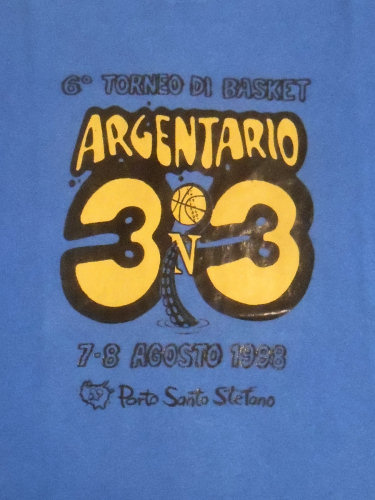 6° TORNEO DI BASKET
ARGENTARIO
3 N 3
7-8 AGOSTO 1998
Porto Santo Stefano